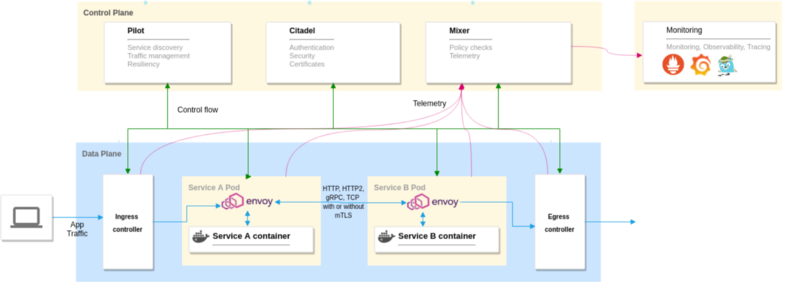 Control Plane
Pilot
Service discovery
Traffic management
Resiliency
Citadel
Authentication
Security
Certificates
Mixer
Policy checks
Telemetry
Monitoring
Monitoring, Observability, Tracing
Control flow
Telemetry
Data Plane
App
Traffic
Ingress
controller
Service A Pod
envoy
Service A container
HTTP, HTTP2,
gRPC, TCP
with or without
mTLS
Service B Pod
envoy
Service B container
Egress
controller